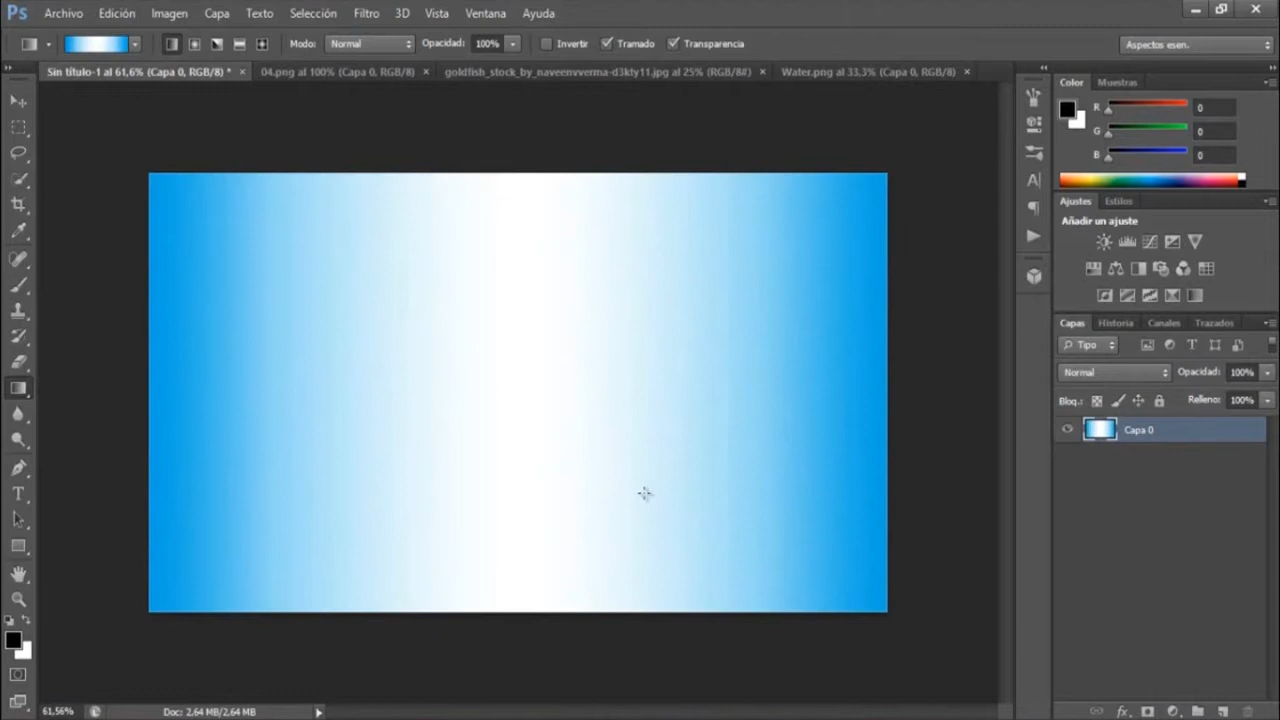 Ps Archivo Edición Imagen Capa Texto Selección Filtro 3D Vista Ventana Ayuda
Modo: Normal Opacidad: 100% Invertir Tramado Transparencia Aspectos esen.
Sin título-1 al 61,6% (Capa 0, RGB/8) * × 04.png al 100% (Capa 0, RGB/8) × goldfish_stock_by_naveenvverma-d3kty11.jpg al 25% (RGB/8#) × Water.png al 33,3% (Capa 0, RGB/8) ×
Color Muestras
R 0
G 0
B 0
Ajustes Estilos
Añadir un ajuste
Capas Historia Canales Trazados
Tipo
Normal Opacidad: 100%
Bloq.: Relleno: 100%
Capa 0
61,56% Doc: 2,64 MB/2,64 MB